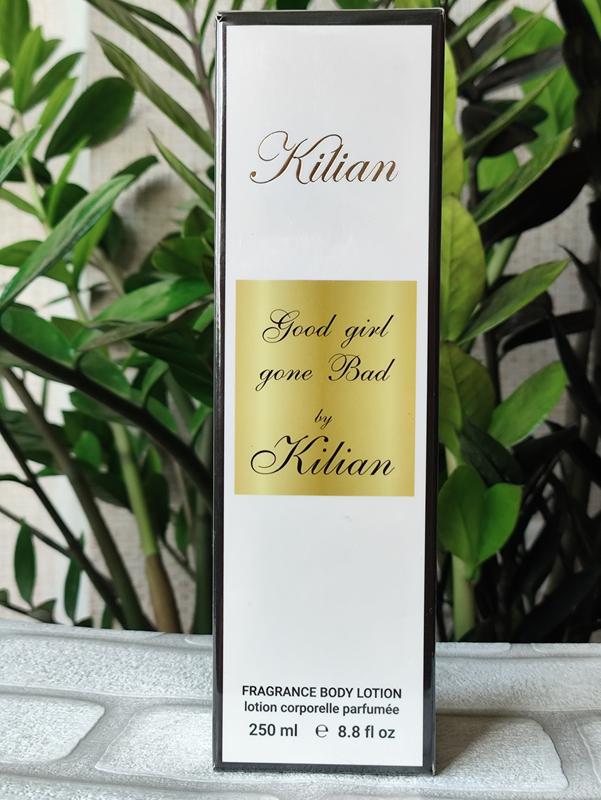 Kilian
Good girl
gone Bad
by
Kilian
FRAGRANCE BODY LOTION
lotion corporelle parfumée
250 ml ℮ 8.8 fl oz